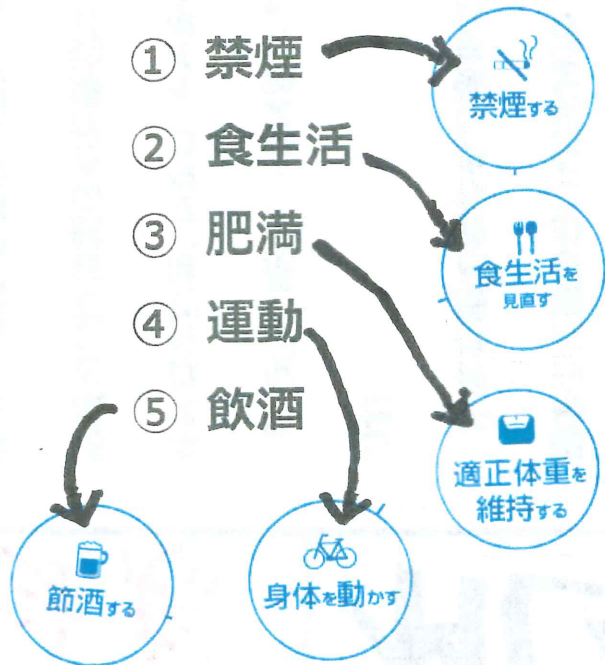 ① 禁煙
禁煙する
② 食生活
食生活を
見直す
③ 肥満
④ 運動
⑤ 飲酒
適正体重を
維持する
節酒する
身体を動かす